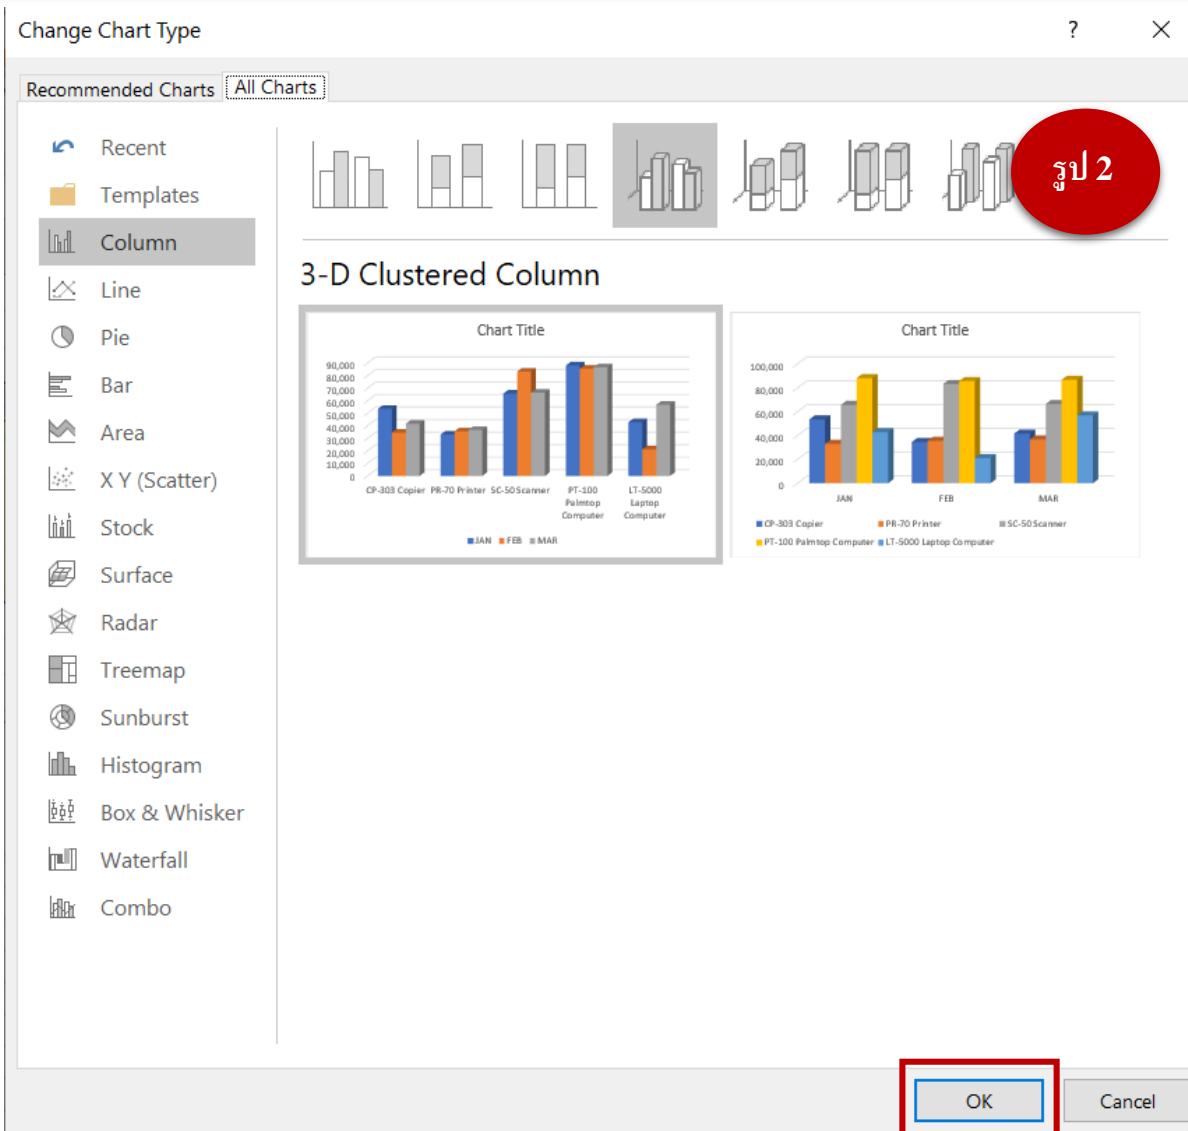 Change Chart Type
?
Recommended Charts
All Charts
Recent
Templates
Column
Line
Pie
Bar
Area
X Y (Scatter)
Stock
Surface
Radar
Treemap
Sunburst
Histogram
Box & Whisker
Waterfall
Combo
รูป 2
3-D Clustered Column
Chart Title
90,000
80,000
70,000
60,000
50,000
40,000
30,000
20,000
10,000
0
CP-303 Copier PR-70 Printer SC-50 Scanner PT-100 LT-5000
Palmtop Laptop
Computer Computer
JAN FEB MAR
Chart Title
100,000
80,000
60,000
40,000
20,000
0
JAN FEB MAR
CP-303 Copier PR-70 Printer SC-50 Scanner
PT-100 Palmtop Computer LT-5000 Laptop Computer
OK Cancel